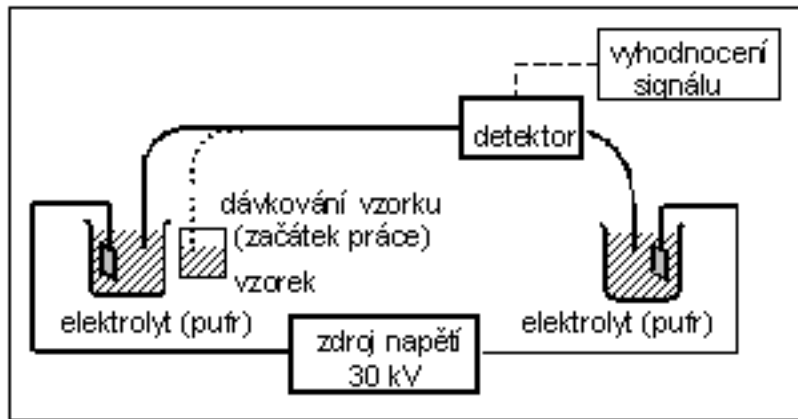 vyhodnocení
signálu
detektor
dávkování vzorku
(začátek práce)
vzorek
elektrolyt (pufr)
elektrolyt (pufr)
zdroj napětí
30 kV